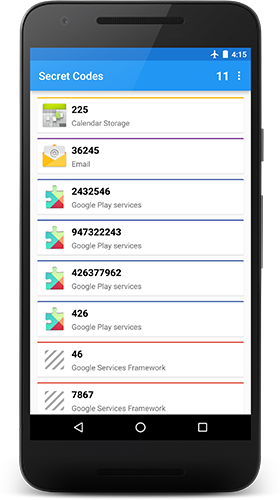 4:15
Secret Codes 11
225
Calendar Storage
36245
Email
2432546
Google Play services
947322243
Google Play services
426377962
Google Play services
426
Google Play services
46
Google Services Framework
7867
Google Services Framework